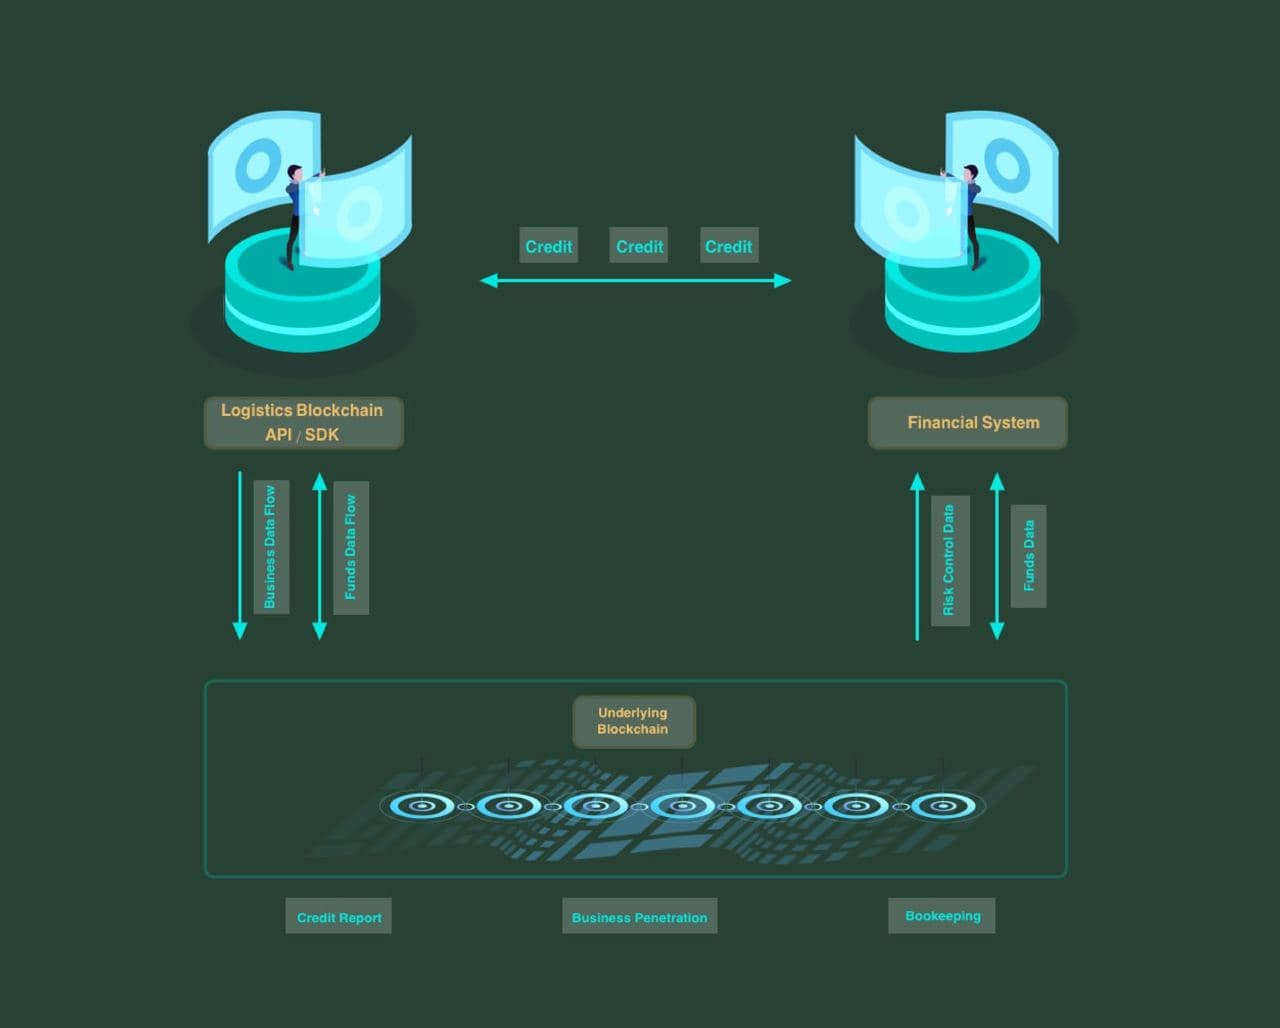 Credit
Credit
Credit
Logistics Blockchain
API / SDK
Financial System
Business Data Flow
Funds Data Flow
Risk Control Data
Funds Data
Underlying
Blockchain
Credit Report
Business Penetration
Bookeeping